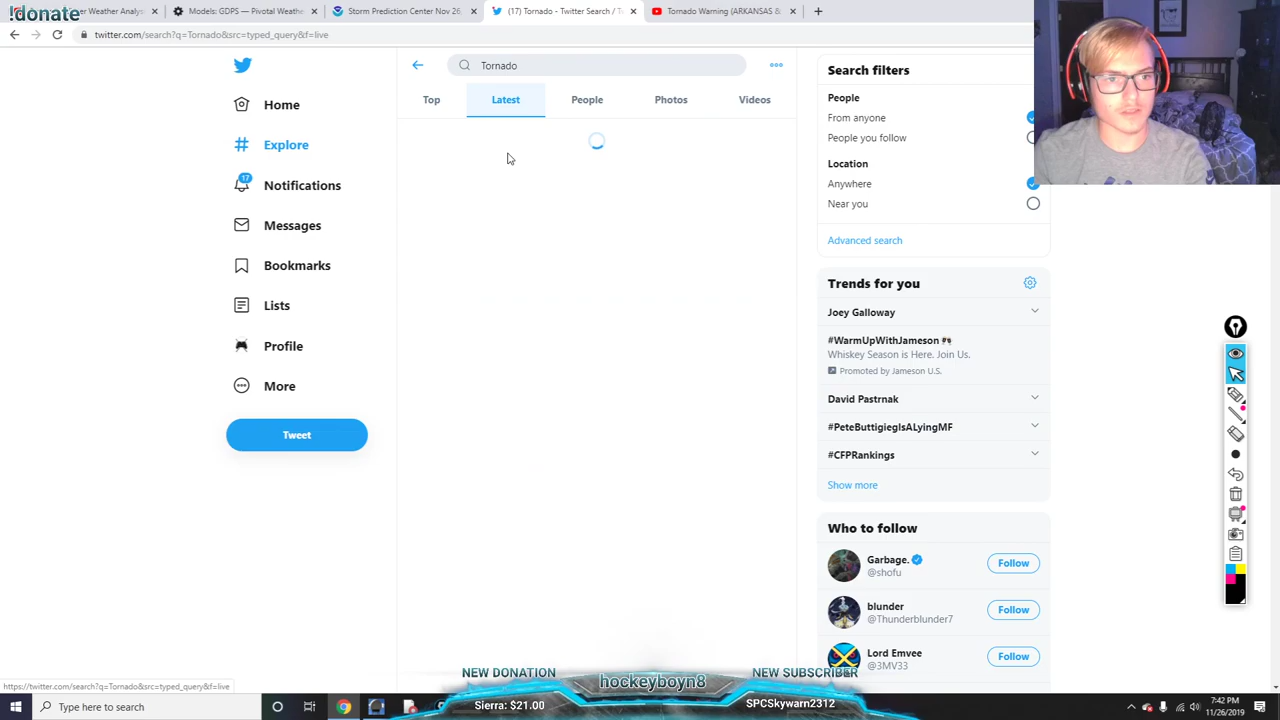 !donate
er Weather Analys
Models: GDPS — Pivotal Weathe
Storm Prediction Center Nov 26,
(17) Tornado - Twitter Search / Tw
Tornado Warning (ARKANSAS &
twitter.com/search?q=Tornado&src=typed_query&f=live
Tornado
Top
Latest
People
Photos
Videos
Home
Explore
17
Notifications
Messages
Bookmarks
Lists
Profile
More
Tweet
Search filters
People
From anyone
People you follow
Location
Anywhere
Near you
Advanced search
Trends for you
Joey Galloway
#WarmUpWithJameson
Whiskey Season is Here. Join Us.
Promoted by Jameson U.S.
David Pastrnak
#PeteButtigiegIsALyingMF
#CFPRankings
Show more
Who to follow
Garbage.
@shofu
Follow
blunder
@Thunderblunder7
Follow
Lord Emvee
@3MV33
Follow
https://twitter.com/search?q=Tornado&src=typed_query&f=live
NEW DONATION
hockeyboyn8
NEW SUBSCRIBER
Sierra: $21.00
SPCSkywarn2312
Type here to search
7:42 PM
11/26/2019